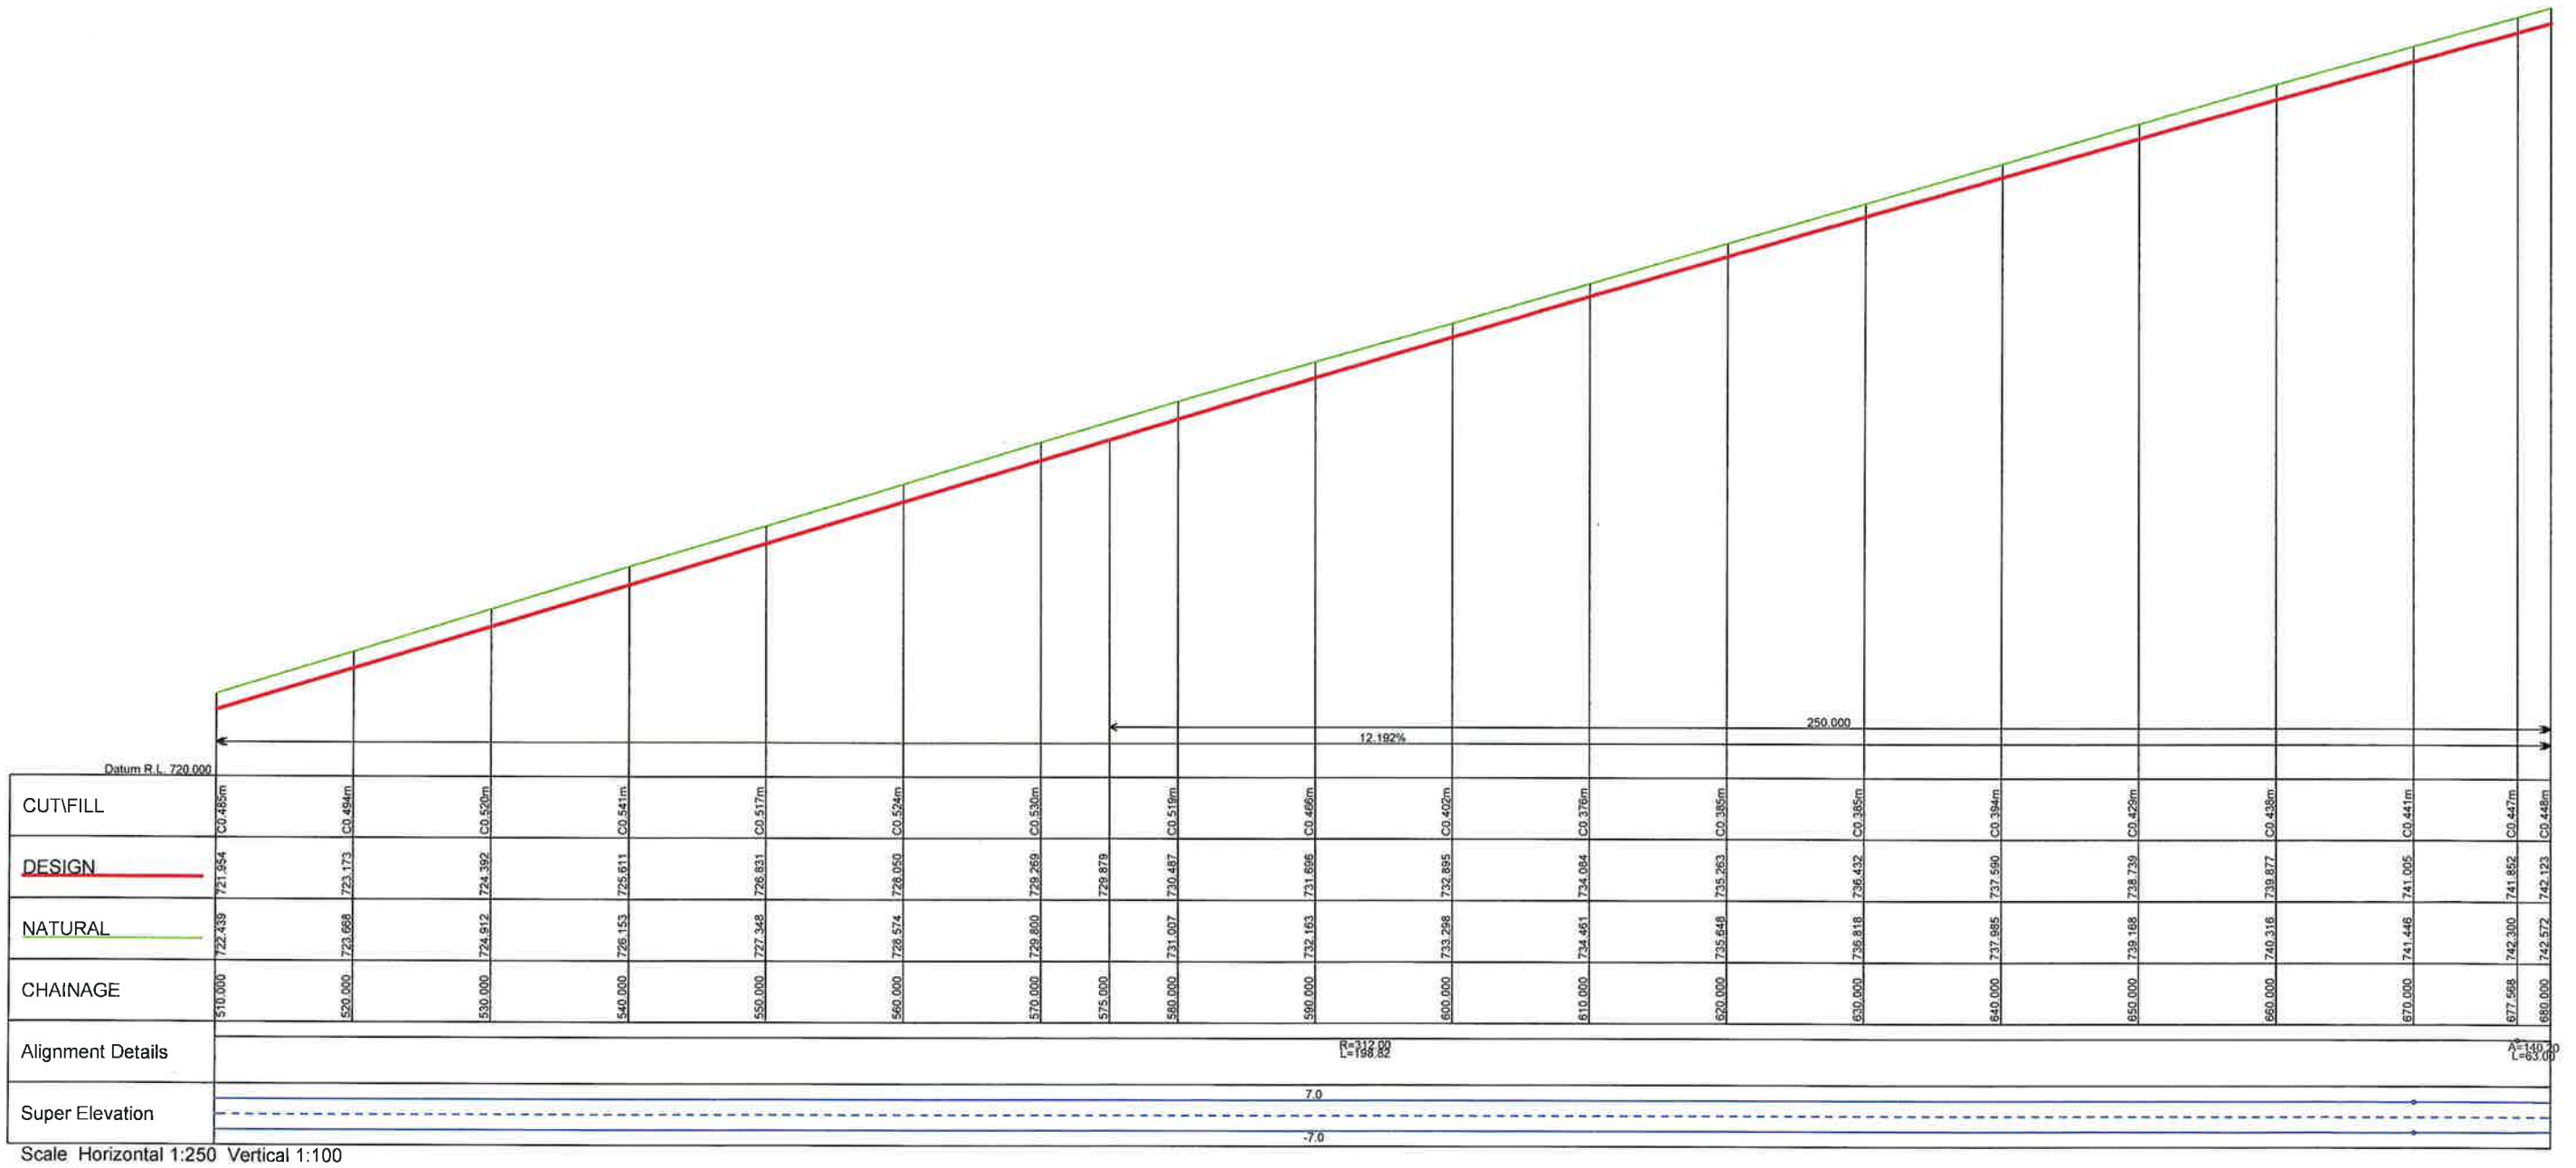 250.000
12.192%
Datum R.L. 720.000
CUT\FILL C0.485m C0.494m C0.520m C0.541m C0.517m C0.524m C0.530m C0.519m C0.466m C0.402m C0.376m C0.385m C0.385m C0.394m C0.429m C0.438m C0.441m C0.447m C0.448m
DESIGN 721.954 723.173 724.392 725.611 726.831 728.050 729.269 729.879 730.487 731.696 732.895 734.084 735.263 736.432 737.590 738.739 739.877 741.005 741.852 742.123
NATURAL 722.439 723.668 724.912 726.153 727.348 728.574 729.800 731.007 732.163 733.298 734.461 735.648 736.818 737.985 739.168 740.316 741.446 742.300 742.572
CHAINAGE 510.000 520.000 530.000 540.000 550.000 560.000 570.000 575.000 580.000 590.000 600.000 610.000 620.000 630.000 640.000 650.000 660.000 670.000 677.568 680.000
Alignment Details R=312.00 A=140.20
L=198.82 L=63.00
7.0
Super Elevation
-7.0
Scale Horizontal 1:250 Vertical 1:100